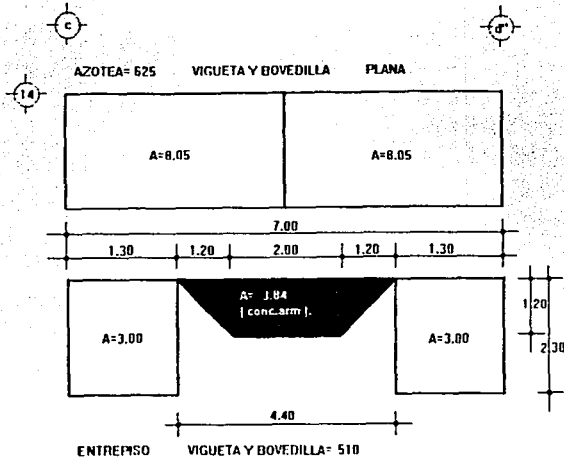 c
d'
AZOTEA= 625 VIGUETA Y BOVEDILLA PLANA
14
A=8.05 A=8.05
7.00
1.30 1.20 2.00 1.20 1.30
A= 3.84
( conc.arm ).
A=3.00 A=3.00
1.20
2.30
4.40
ENTREPISO VIGUETA Y BOVEDILLA= 510